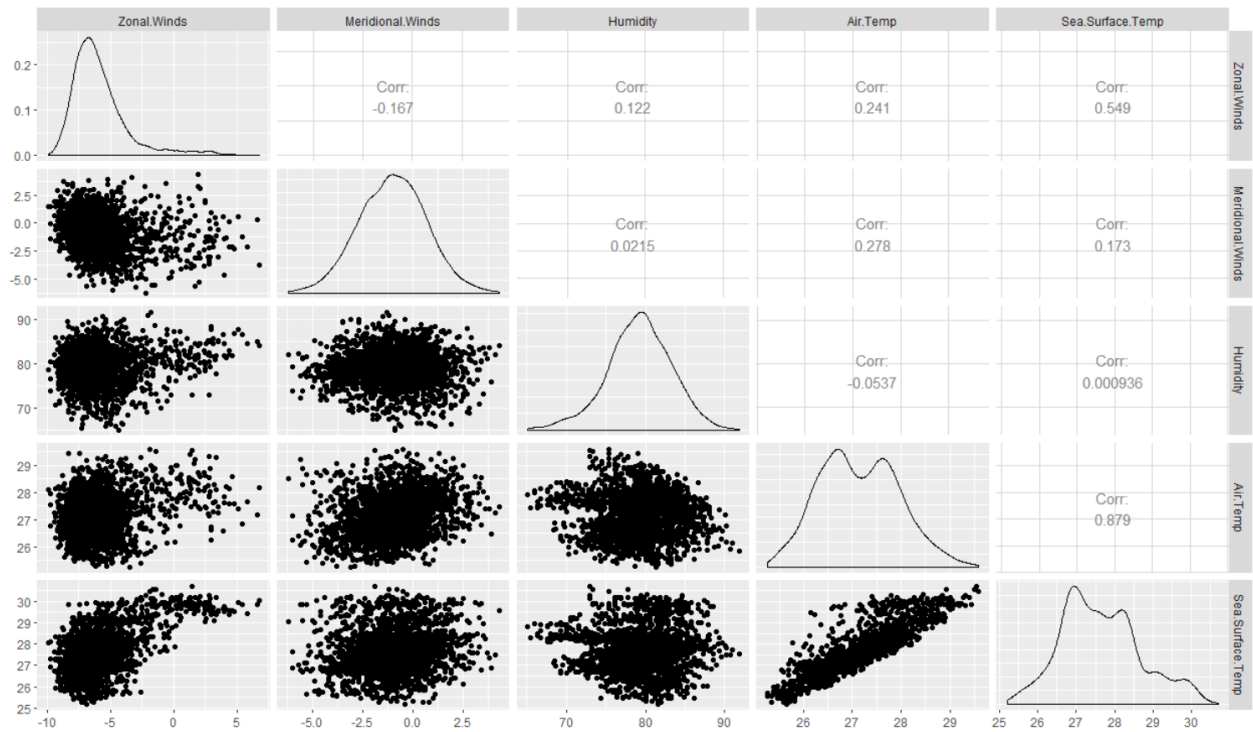 Zonal.Winds Meridional.Winds Humidity Air.Temp Sea.Surface.Temp
0.2
0.1
0.0
Corr:
-0.167
Corr:
0.122
Corr:
0.241
Corr:
0.549
Zonal.Winds
2.5
0.0
-2.5
-5.0
Corr:
0.0215
Corr:
0.278
Corr:
0.173
Meridional.Winds
90
80
70
Corr:
-0.0537
Corr:
0.000936
Humidity
29
28
27
26
Corr:
0.879
Air.Temp
30
29
28
27
26
25
Sea.Surface.Temp
-10 -5 0 5 -5.0 -2.5 0.0 2.5 70 80 90 26 27 28 29 25 26 27 28 29 30